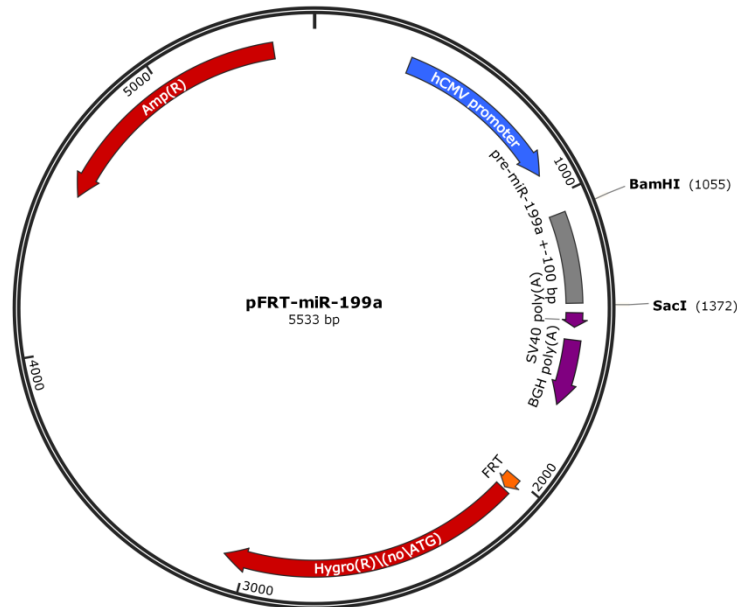 5000
Amp(R)
hCMV promoter
1000
BamHI (1055)
pre-miR-199a +-100 bp
pFRT-miR-199a
5533 bp
SacI (1372)
SV40 poly(A)
BGH poly(A)
4000
FRT
2000
Hygro(R)\(no\ATG)
3000